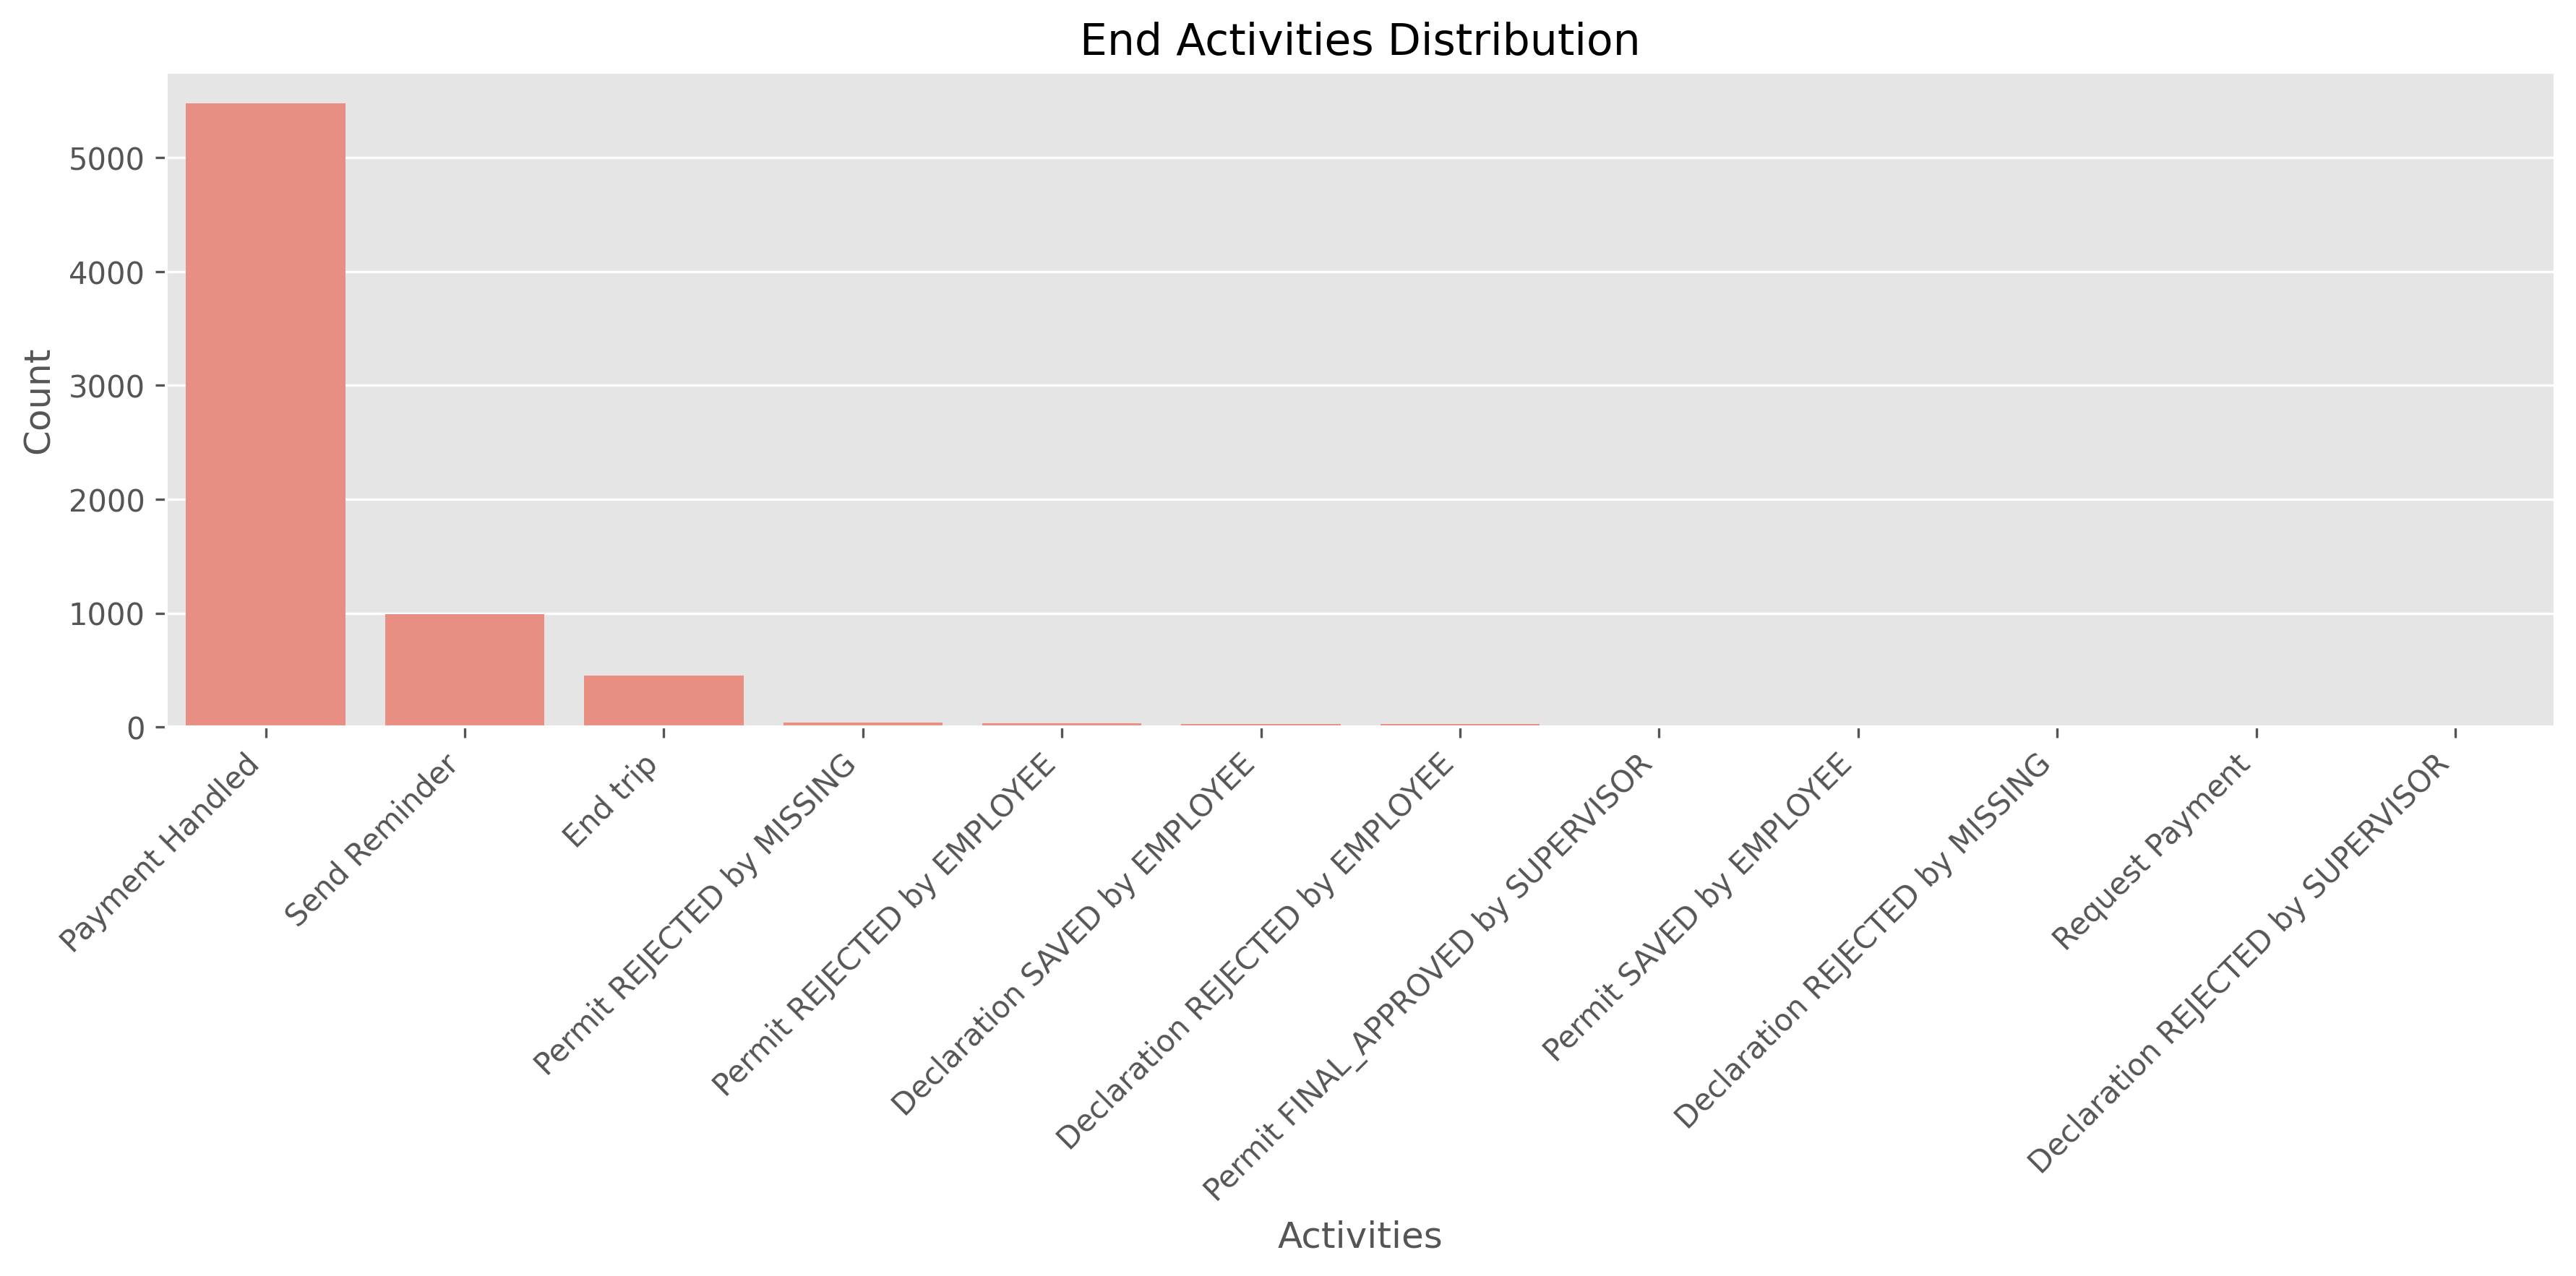 End Activities Distribution
Count
5000
4000
3000
2000
1000
0
Payment Handled
Send Reminder
End trip
Permit REJECTED by MISSING
Permit REJECTED by EMPLOYEE
Declaration SAVED by EMPLOYEE
Declaration REJECTED by EMPLOYEE
Permit FINAL_APPROVED by SUPERVISOR
Permit SAVED by EMPLOYEE
Declaration REJECTED by MISSING
Request Payment
Declaration REJECTED by SUPERVISOR
Activities